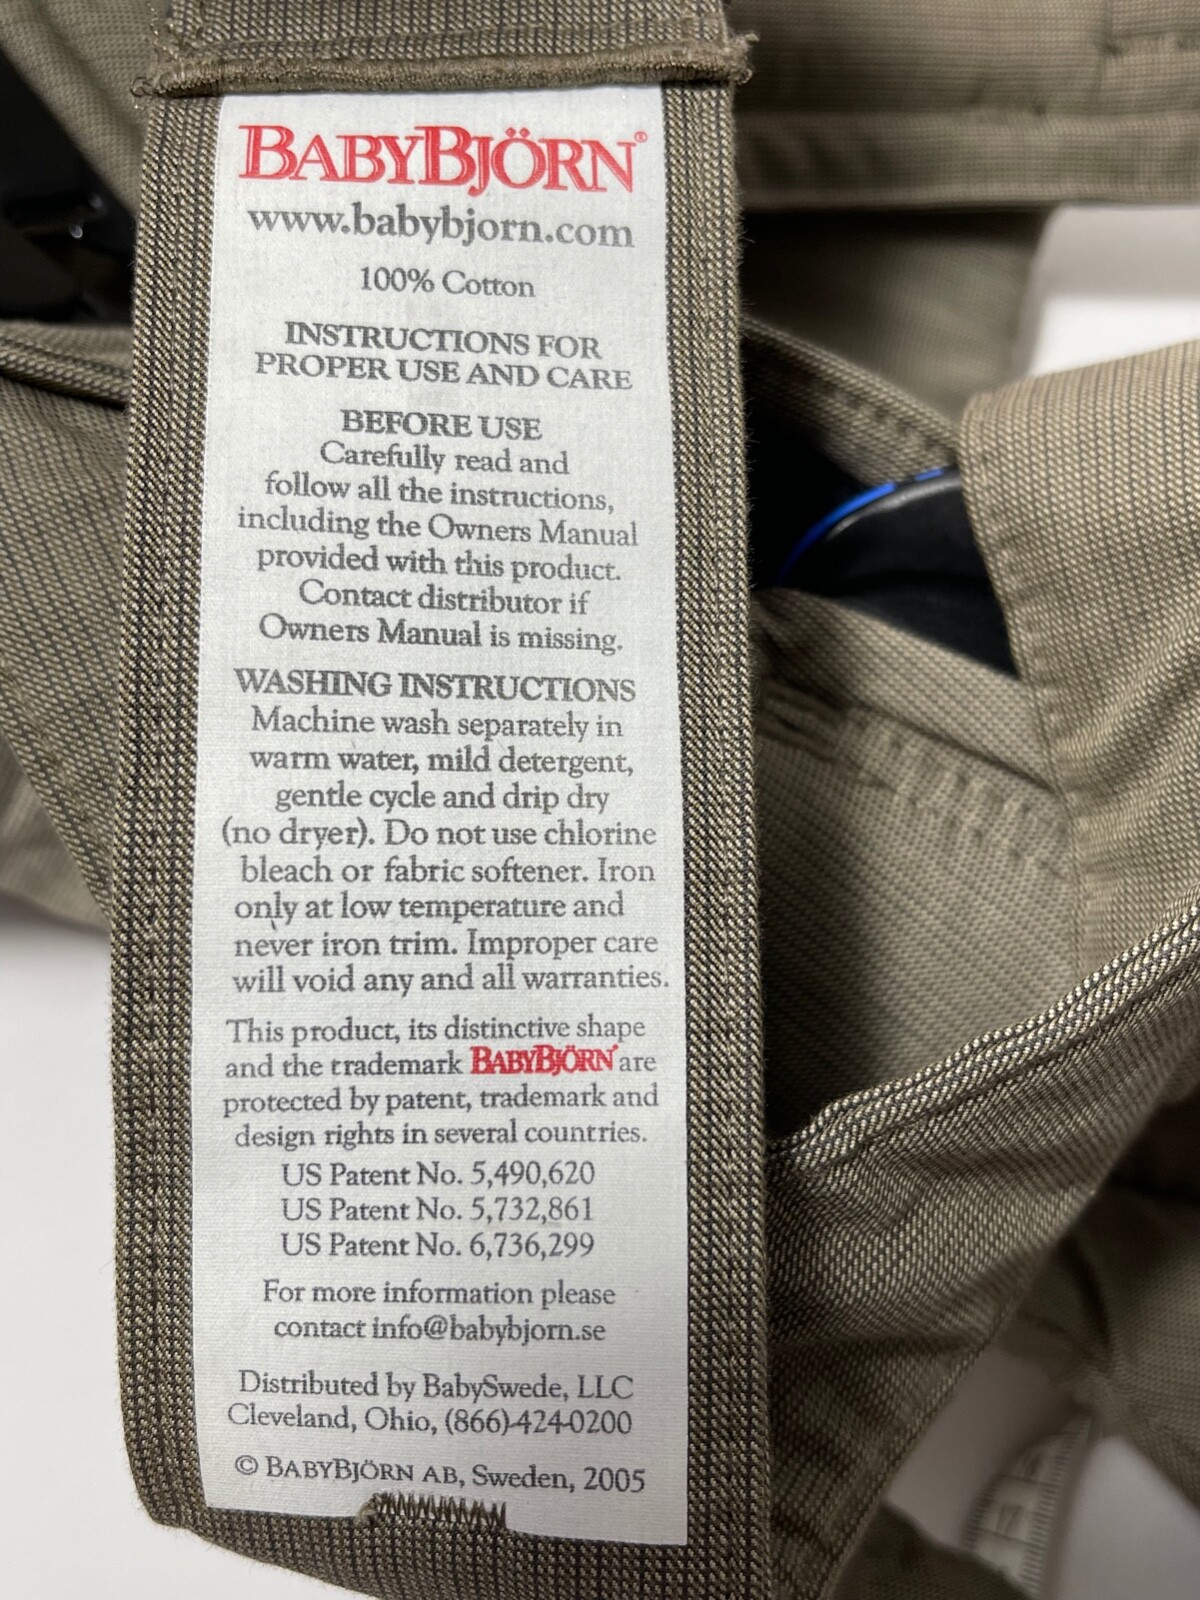 BABYBJÖRN®
www.babybjorn.com
100% Cotton
INSTRUCTIONS FOR
PROPER USE AND CARE
BEFORE USE
Carefully read and
follow all the instructions,
including the Owners Manual
provided with this product.
Contact distributor if
Owners Manual is missing.
WASHING INSTRUCTIONS
Machine wash separately in
warm water, mild detergent,
gentle cycle and drip dry
(no dryer). Do not use chlorine
bleach or fabric softener. Iron
only at low temperature and
never iron trim. Improper care
will void any and all warranties.
This product, its distinctive shape
and the trademark BABYBJÖRN® are
protected by patent, trademark and
design rights in several countries.
US Patent No. 5,490,620
US Patent No. 5,732,861
US Patent No. 6,736,299
For more information please
contact info@babybjorn.se
Distributed by BabySwede, LLC
Cleveland, Ohio, (866)-424-0200
© BABYBJÖRN AB, Sweden, 2005